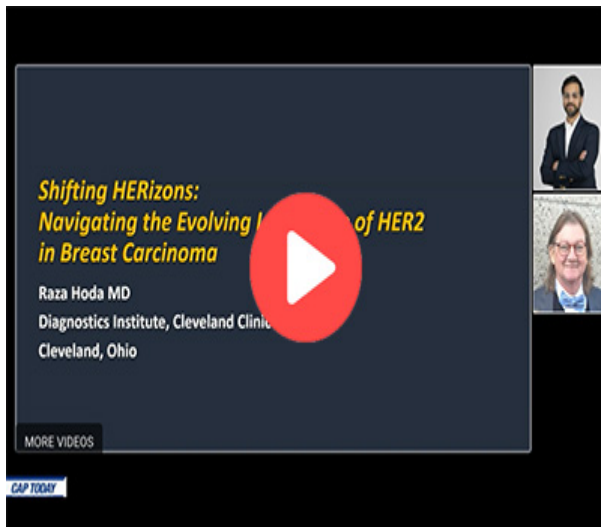 Shifting HERizons:
Navigating the Evolving of HER2
in Breast Carcinoma
Raza Hoda MD
Diagnostics Institute, Cleveland Clinic
Cleveland, Ohio
MORE VIDEOS
CAP TODAY